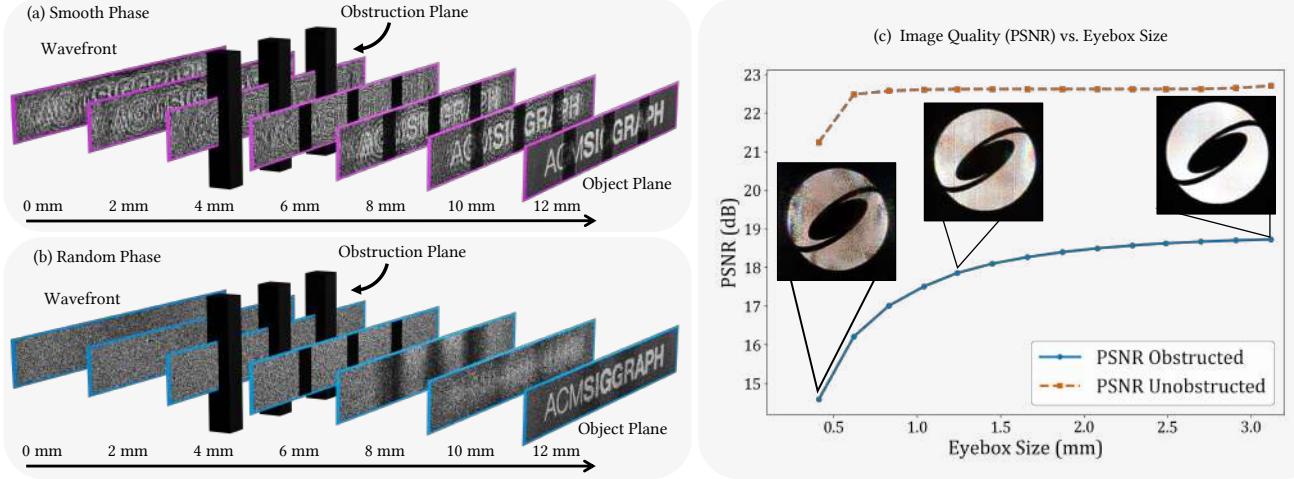 (a) Smooth Phase
Obstruction Plane
Wavefront
ACMSIGGRAPH
ACMSIGGRAPH
ACMSIGGRAPH
Object Plane
0 mm 2 mm 4 mm 6 mm 8 mm 10 mm 12 mm
(b) Random Phase
Obstruction Plane
Wavefront
ACMSIGGRAPH
Object Plane
0 mm 2 mm 4 mm 6 mm 8 mm 10 mm 12 mm
(c) Image Quality (PSNR) vs. Eyebox Size
23
22
21
20
19
18
17
16
15
PSNR (dB)
PSNR Obstructed
PSNR Unobstructed
0.5 1.0 1.5 2.0 2.5 3.0
Eyebox Size (mm)